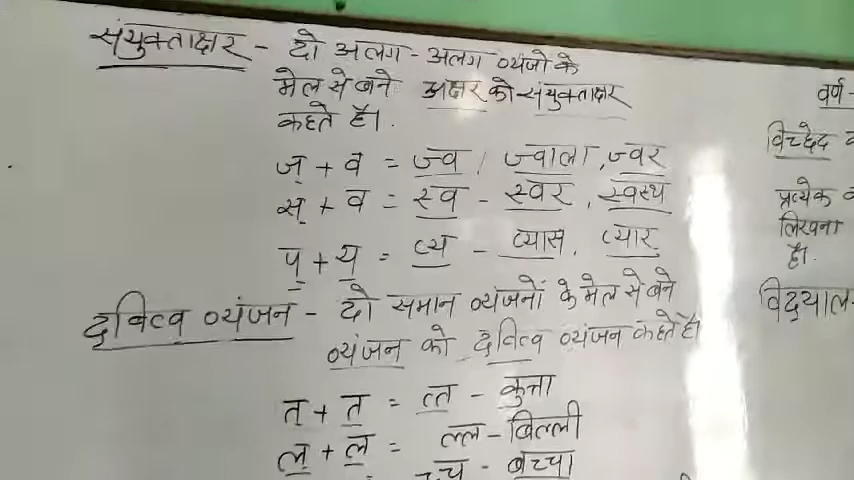 संयुक्ताक्षर - दो अलग - अलग व्यंजो के
मेल से बने अक्षर को संयुक्ताक्षर
कहते है।
ज् + व = ज्व / ज्वाला, ज्वर
स् + व = स्व - स्वर, स्वस्थ
प् + य = प्य - प्यास, प्यार
द्वित्व व्यंजन - दो समान व्यंजनों के मेल से बने
व्यंजन को द्वित्व व्यंजन कहते है।
त् + त् = त्त - कुत्ता
ल् + ल् = ल्ल - बिल्ली
च्च - बच्चा
वर्ण -
विच्छेद
प्रत्येक
लिखना
है।
विद्याल